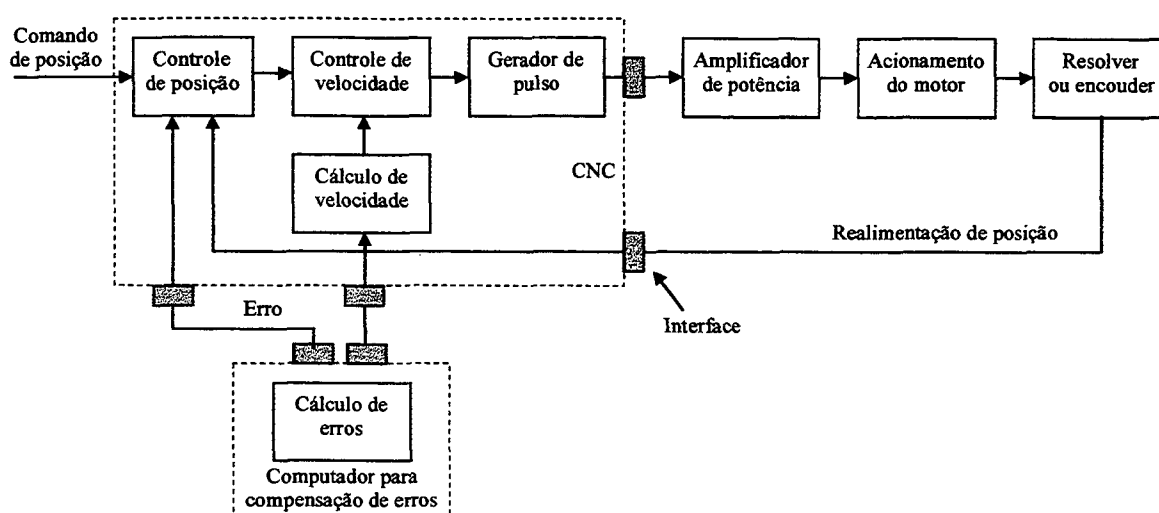 Comando
de posição
Controle
de posição
Controle de
velocidade
Gerador de
pulso
Amplificador
de potência
Acionamento
do motor
Resolver
ou encouder
Cálculo de
velocidade
CNC
Realimentação de posição
Erro
Interface
Cálculo de
erros
Computador para
compensação de erros